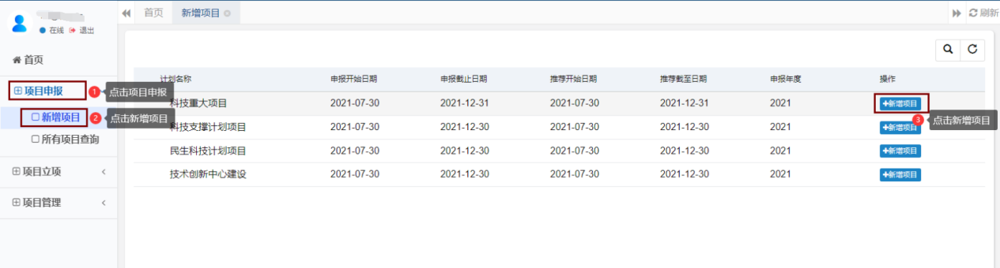 首页 新增项目 刷新
在线 退出
首页
项目申报 1 点击项目申报
新增项目 2 点击新增项目
所有项目查询
项目立项
项目管理
计划名称 申报开始日期 申报截止日期 推荐开始日期 推荐截至日期 申报年度 操作
科技重大项目 2021-07-30 2021-12-31 2021-07-30 2021-12-31 2021 +新增项目
3 点击新增项目
科技支撑计划项目 2021-07-30 2021-12-30 2021-07-30 2021-12-30 2021 +新增项目
民生科技计划项目 2021-07-30 2021-12-30 2021-07-30 2021-12-30 2021 +新增项目
技术创新中心建设 2021-07-30 2021-12-30 2021-07-30 2021-12-30 2021 +新增项目